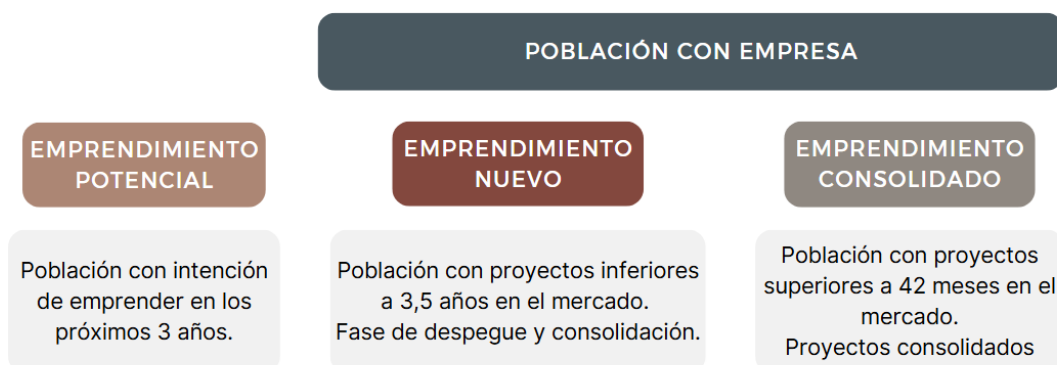 POBLACIÓN CON EMPRESA
EMPRENDIMIENTO
POTENCIAL
Población con intención
de emprender en los
próximos 3 años.
EMPRENDIMIENTO
NUEVO
Población con proyectos inferiores
a 3,5 años en el mercado.
Fase de despegue y consolidación.
EMPRENDIMIENTO
CONSOLIDADO
Población con proyectos
superiores a 42 meses en el
mercado.
Proyectos consolidados